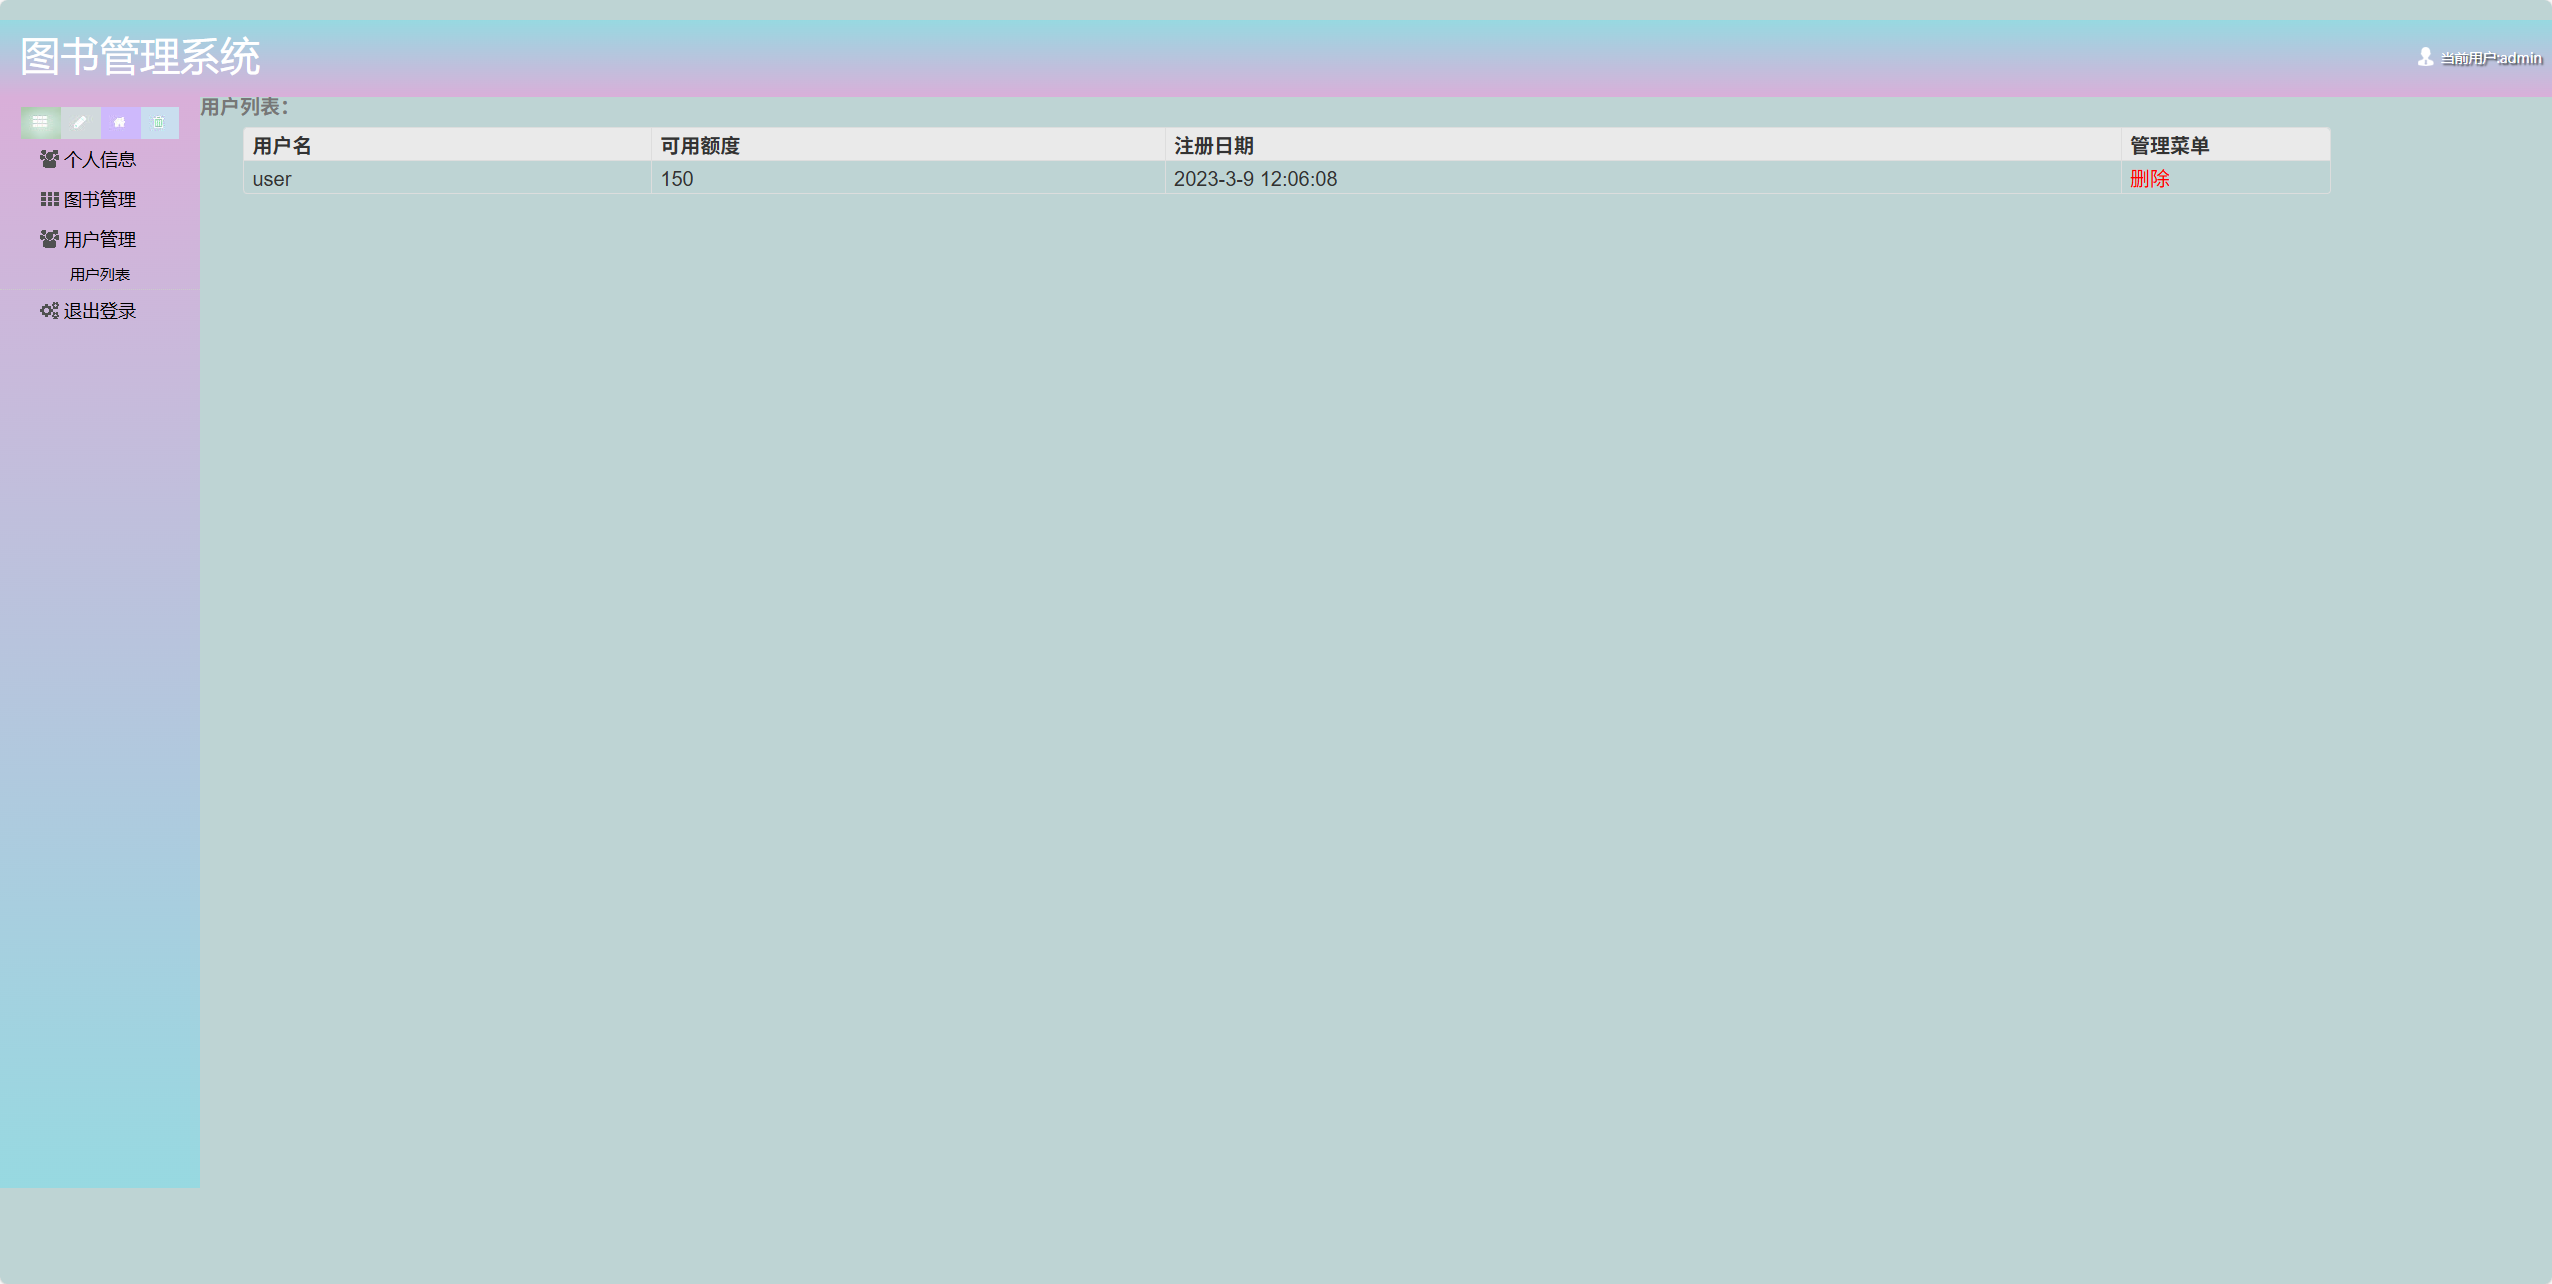 图书管理系统
当前用户:admin
个人信息
图书管理
用户管理
用户列表
退出登录
用户列表：
用户名 可用额度 注册日期 管理菜单
user 150 2023-3-9 12:06:08 删除